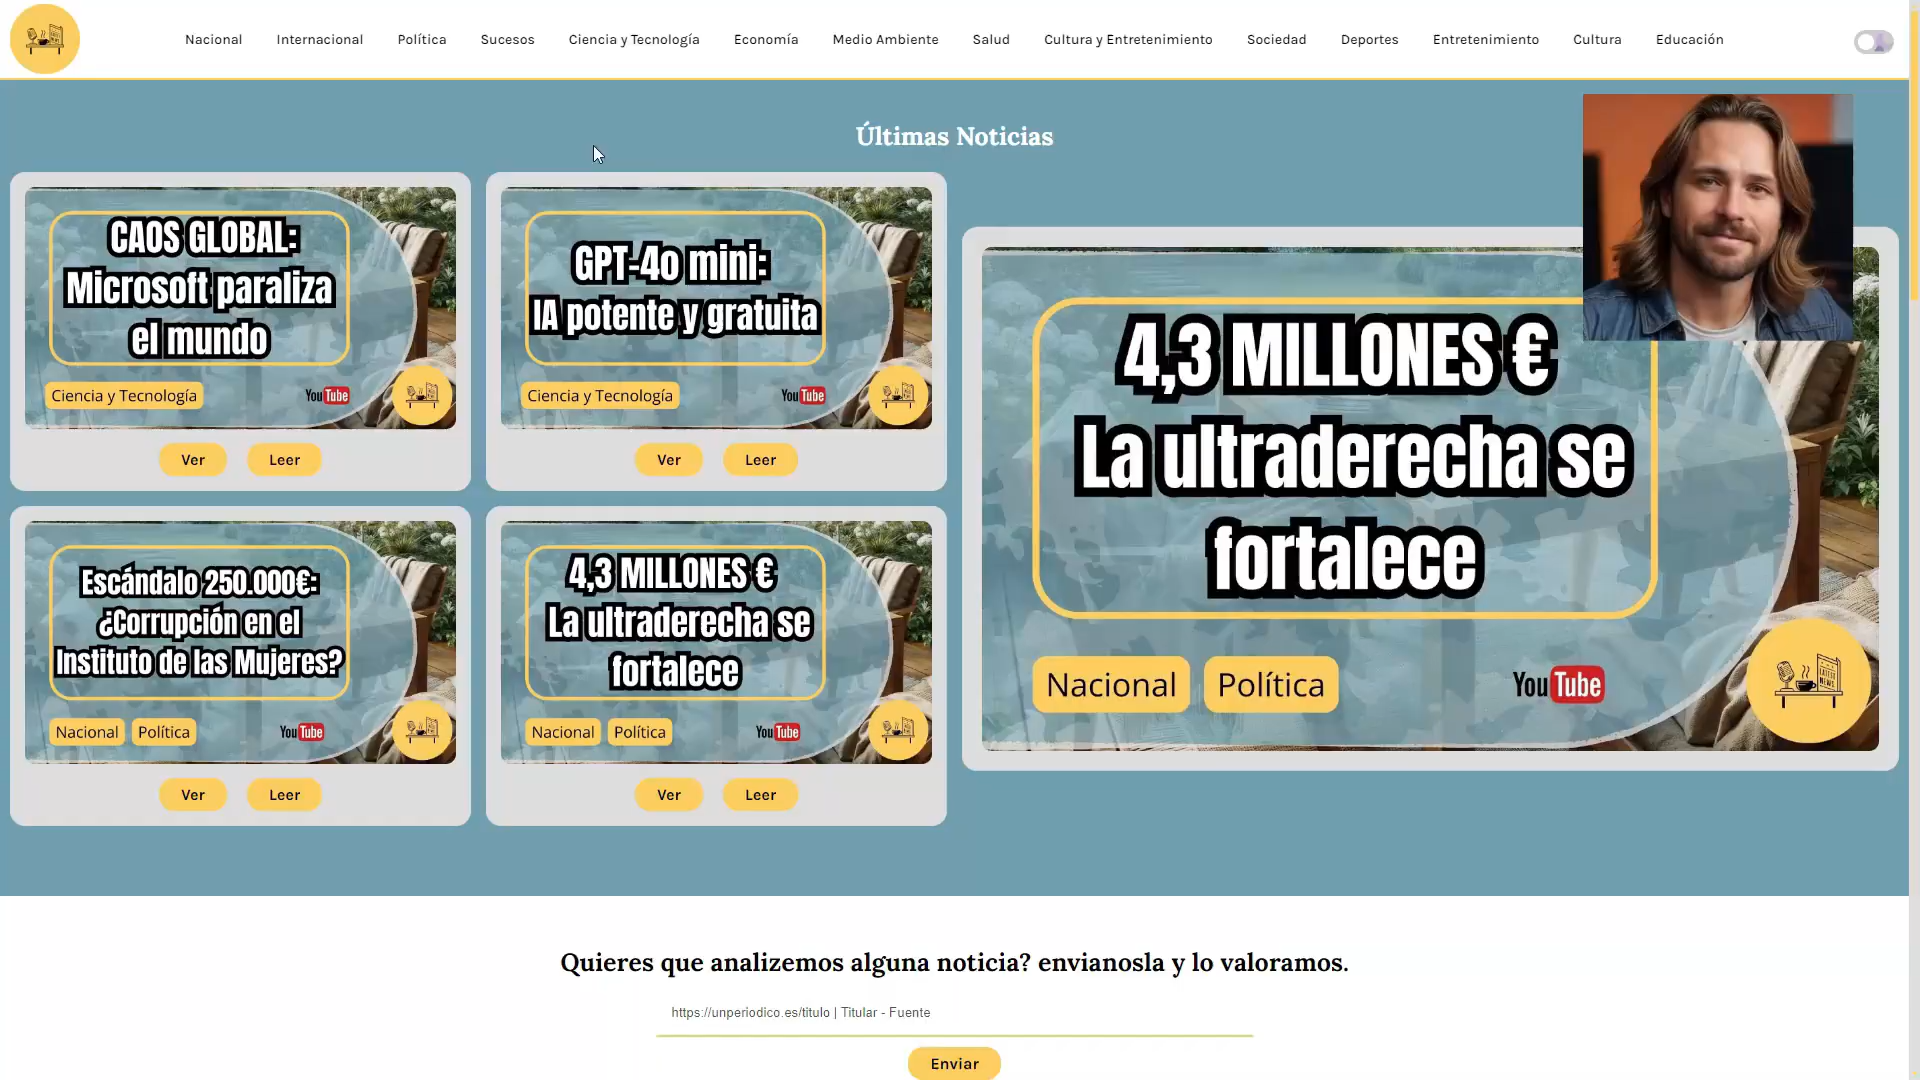 Nacional Internacional Política Sucesos Ciencia y Tecnología Economía Medio Ambiente Salud Cultura y Entretenimiento Sociedad Deportes Entretenimiento Cultura Educación
Últimas Noticias
CAOS GLOBAL:
Microsoft paraliza
el mundo
Ciencia y Tecnología
YouTube
Ver Leer
GPT-4o mini:
IA potente y gratuita
Ciencia y Tecnología
YouTube
Ver Leer
Escándalo 250.000€:
¿Corrupción en el
Instituto de las Mujeres?
Nacional Política
YouTube
Ver Leer
4,3 MILLONES €
La ultraderecha se
fortalece
Nacional Política
YouTube
Ver Leer
4,3 MILLONES €
La ultraderecha se
fortalece
Nacional Política
YouTube
LATEST
NEWS
Quieres que analizemos alguna noticia? envianosla y lo valoramos.
https://unperiodico.es/titulo | Titular - Fuente
Enviar